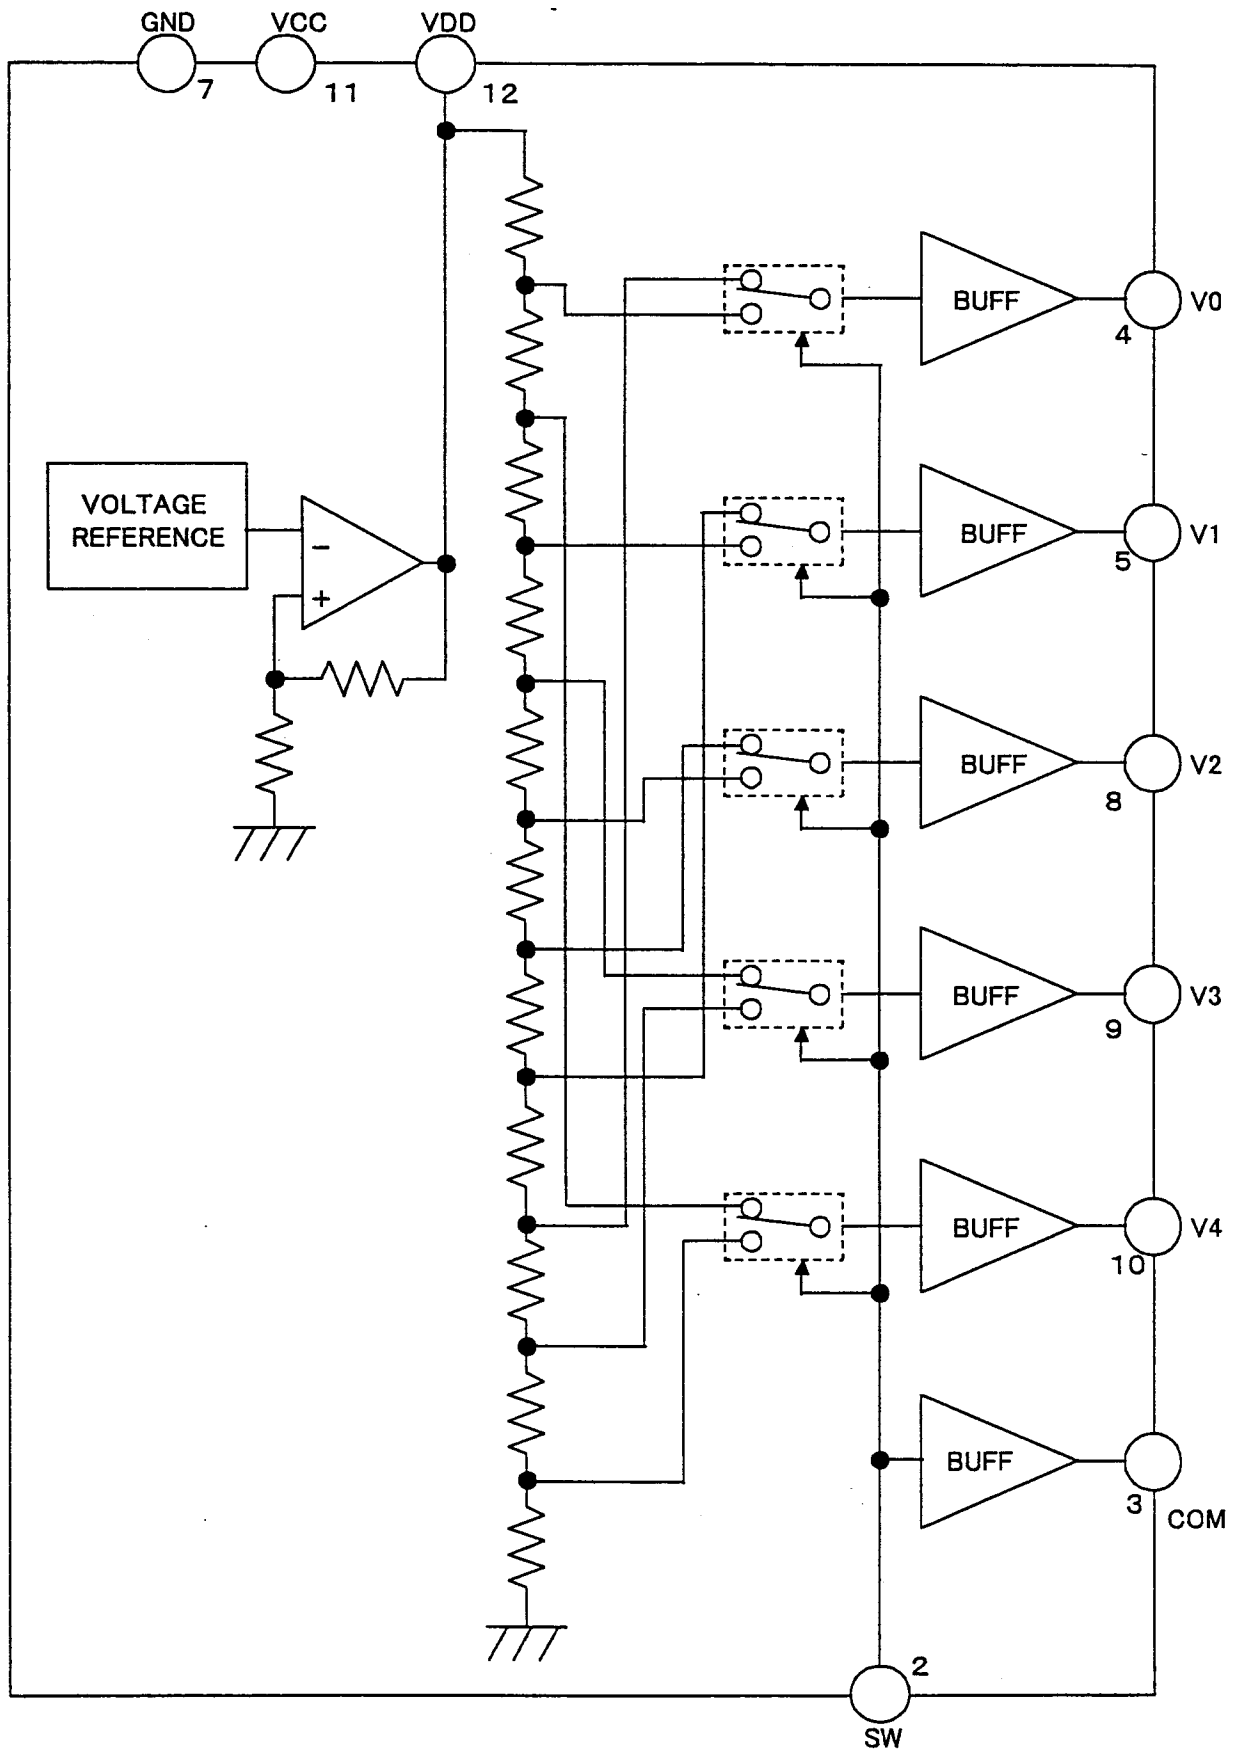 GND
VCC
VDD
7
11
12
BUFF
V0
4
VOLTAGE
REFERENCE
−
+
BUFF
V1
5
BUFF
V2
8
BUFF
V3
9
BUFF
V4
10
BUFF
3
COM
2
SW